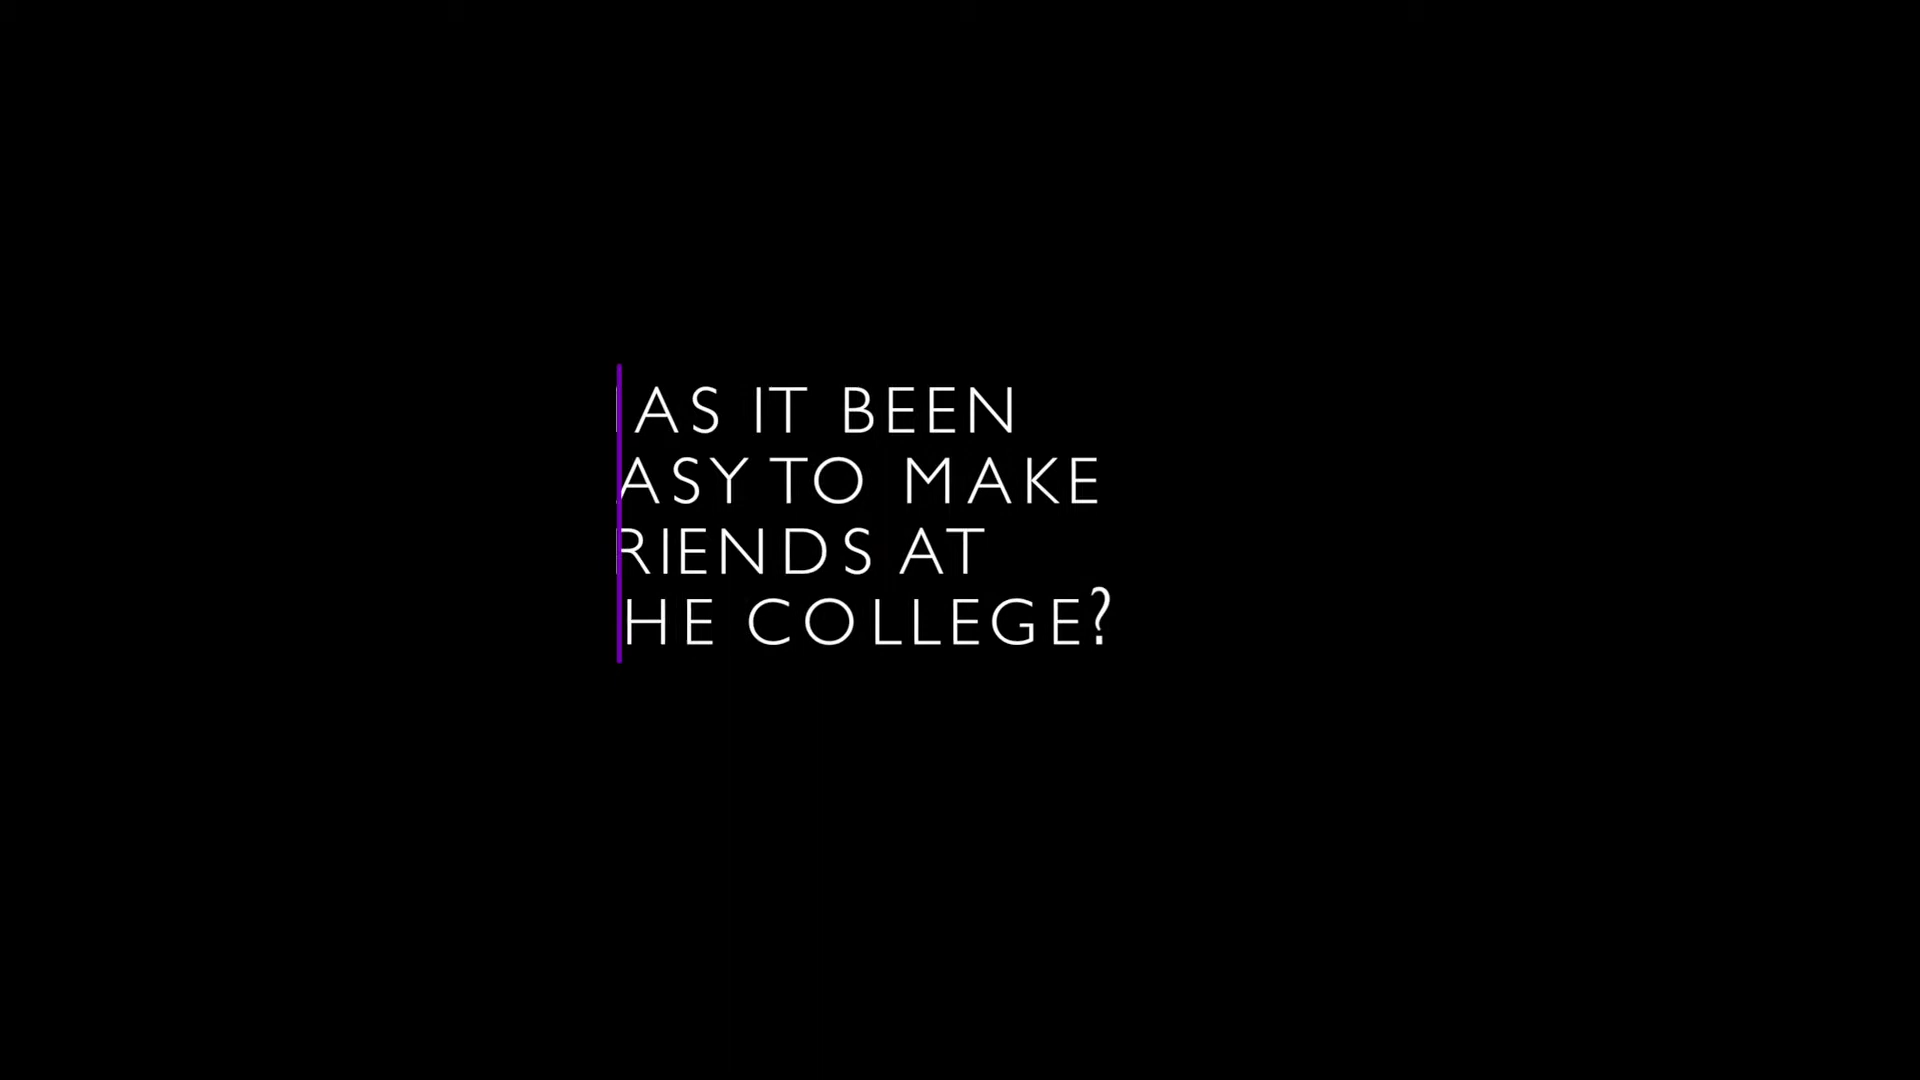 AS IT BEEN
ASY TO MAKE
RIENDS AT
HE COLLEGE?